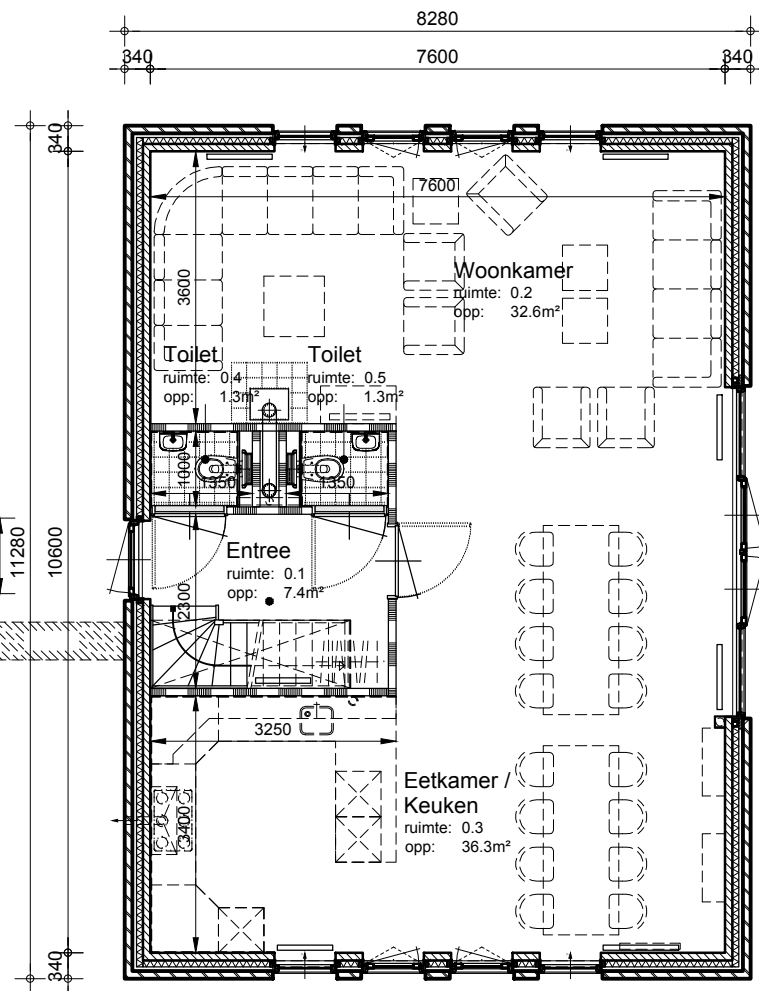 8280
340 7600 340
340
7600
3600
Woonkamer
ruimte: 0.2
opp: 32.6m²
Toilet
ruimte: 0.4
opp: 1.3m²
Toilet
ruimte: 0.5
opp: 1.3m²
1000
1350
1350
11280
10600
Entree
ruimte: 0.1
opp: 7.4m²
2300
3250
Eetkamer /
Keuken
ruimte: 0.3
opp: 36.3m²
3400
340